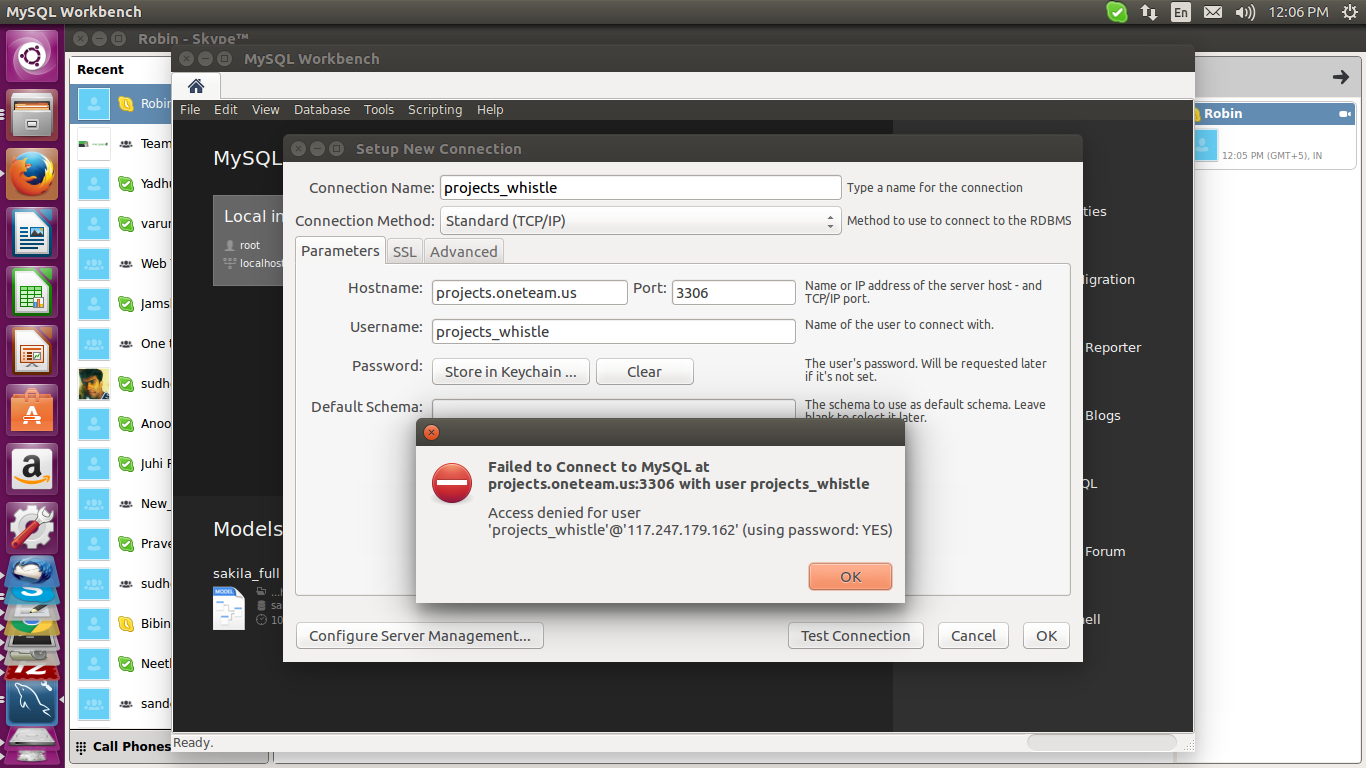 MySQL Workbench
En
12:06 PM
Robin - Skype™
MySQL Workbench
Recent
Robin
Team
Yadhu
varun
Web
Jamsh
One t
sudhe
Anoo
Juhi
New_
Prave
sudhe
Bibin
Neeth
sande
Call Phones
File Edit View Database Tools Scripting Help
MySQL
Local in
root
localhost
Models
sakila_full
MODEL
Setup New Connection
Connection Name: projects_whistle Type a name for the connection
Connection Method: Standard (TCP/IP) Method to use to connect to the RDBMS
Parameters SSL Advanced
Hostname: projects.oneteam.us Port: 3306 Name or IP address of the server host - and
TCP/IP port.
Username: projects_whistle Name of the user to connect with.
Password: Store in Keychain ... Clear The user's password. Will be requested later
if it's not set.
Default Schema: The schema to use as default schema. Leave
blank to select it later.
Failed to Connect to MySQL at
projects.oneteam.us:3306 with user projects_whistle
Access denied for user
'projects_whistle'@'117.247.179.162' (using password: YES)
OK
Configure Server Management... Test Connection Cancel OK
ties
igration
Reporter
Blogs
QL
Forum
ell
Ready.
Robin
12:05 PM (GMT+5), IN